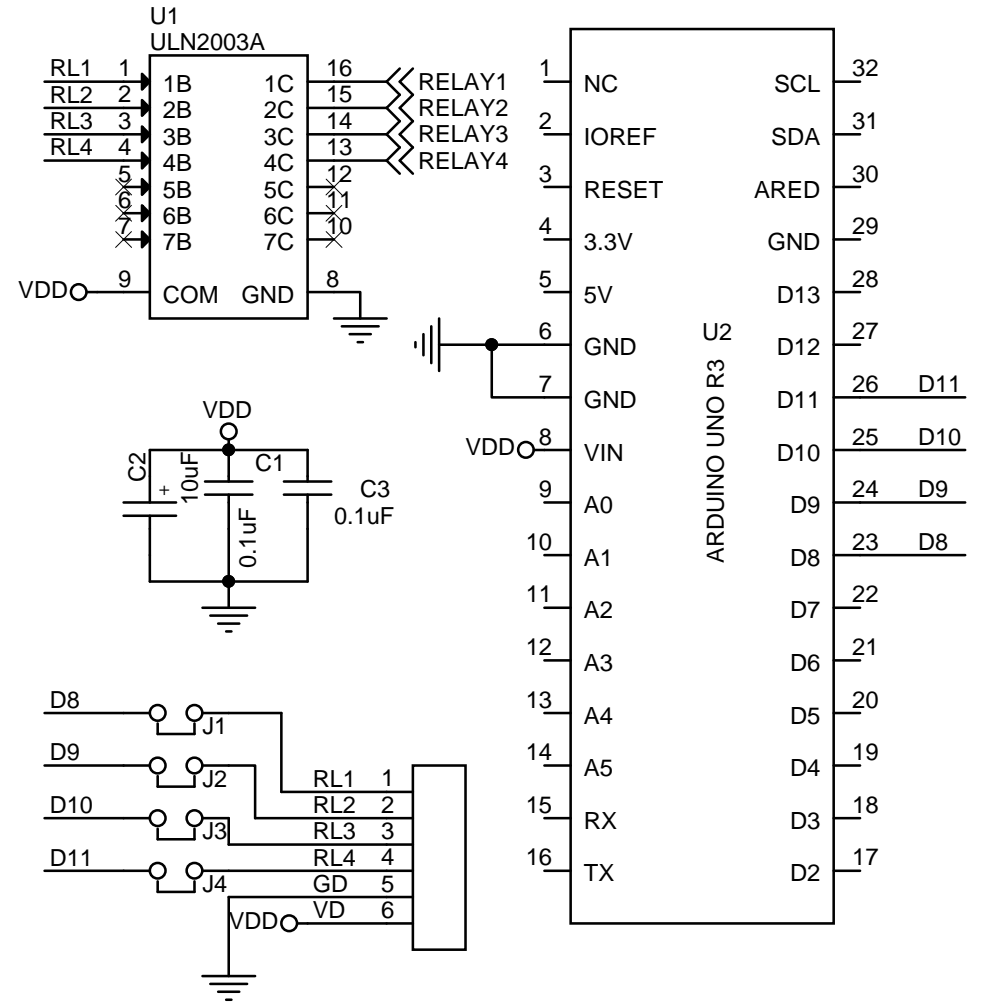 U1
ULN2003A
RL1 1 1B 1C 16 RELAY1
RL2 2 2B 2C 15 RELAY2
RL3 3 3B 3C 14 RELAY3
RL4 4 4B 4C 13 RELAY4
5 5B 5C 12
6 6B 6C 11
7 7B 7C 10
VDD 9 COM GND 8
VDD
C2 + 10uF C1 0.1uF C3
0.1uF
D8 J1
D9 J2
D10 J3
D11 J4
RL1 1
RL2 2
RL3 3
RL4 4
GD 5
VDD VD 6
U2
ARDUINO UNO R3
1 NC SCL 32
2 IOREF SDA 31
3 RESET ARED 30
4 3.3V GND 29
5 5V D13 28
6 GND D12 27
7 GND D11 26 D11
VDD 8 VIN D10 25 D10
9 A0 D9 24 D9
10 A1 D8 23 D8
11 A2 D7 22
12 A3 D6 21
13 A4 D5 20
14 A5 D4 19
15 RX D3 18
16 TX D2 17